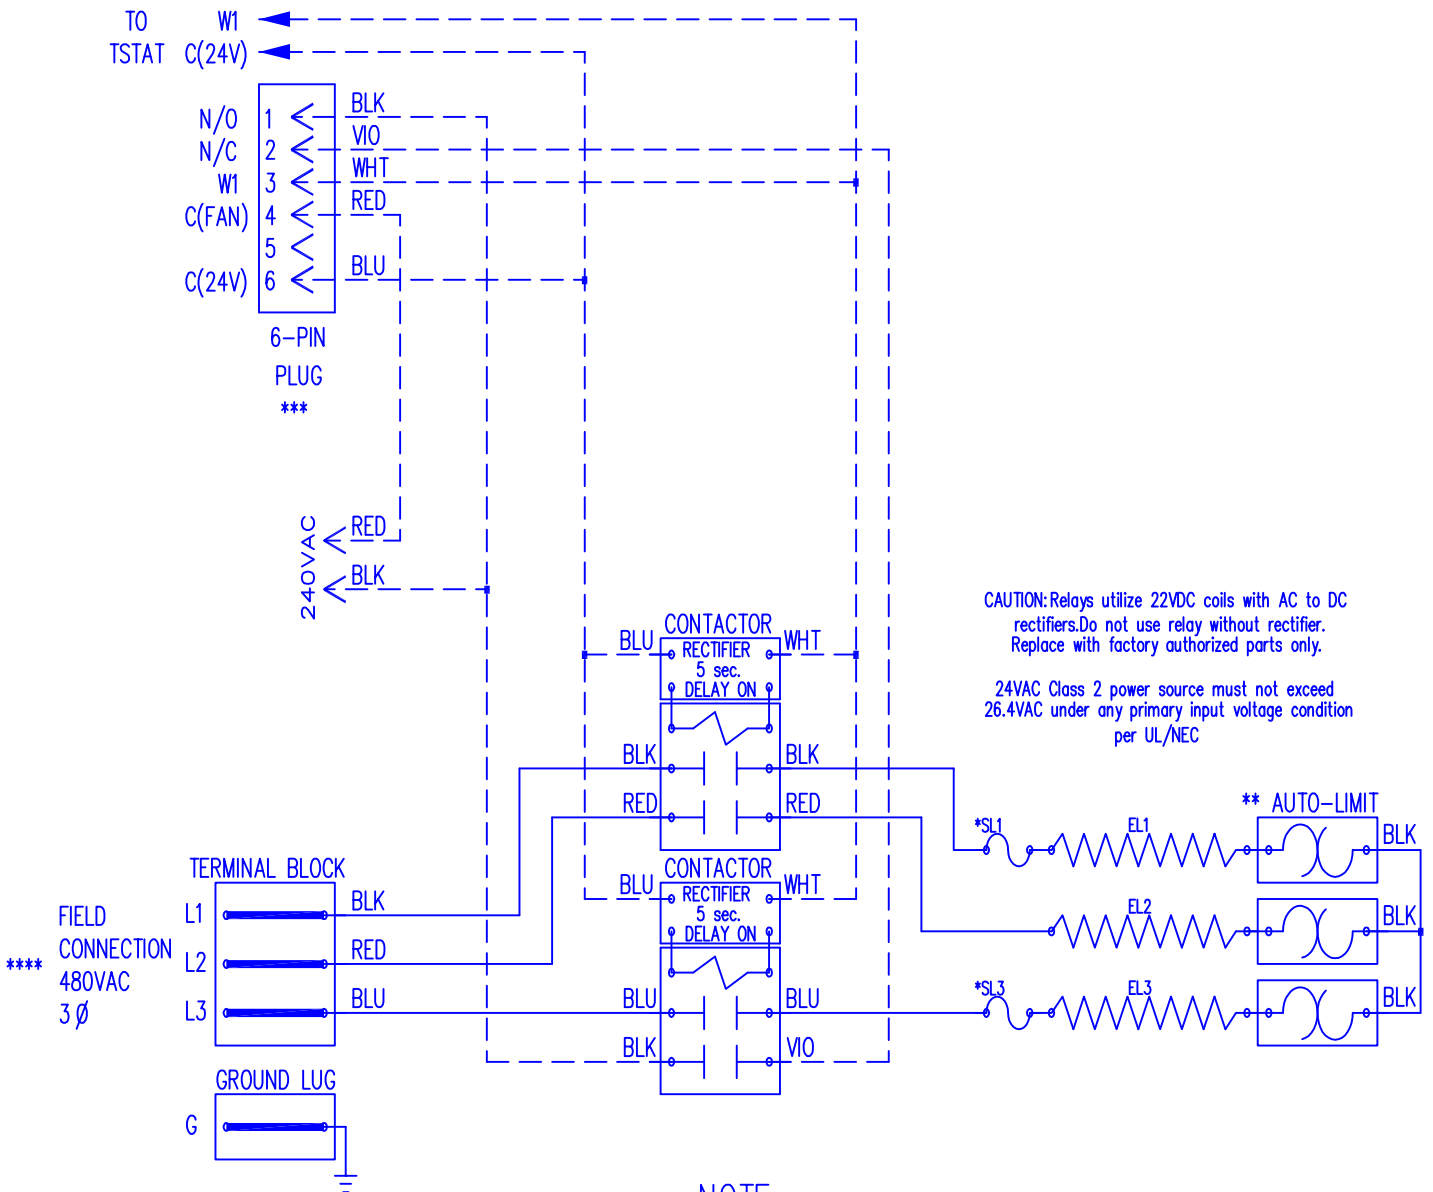 TO W1
TSTAT C(24V)
N/O 1 BLK
N/C 2 VIO
W1 3 WHT
C(FAN) 4 RED
5
C(24V) 6 BLU
6-PIN
PLUG
***
240VAC
RED
BLK
CONTACTOR
BLU RECTIFIER WHT
5 sec.
DELAY ON
BLK BLK
RED RED
CAUTION: Relays utilize 22VDC coils with AC to DC
rectifiers.Do not use relay without rectifier.
Replace with factory authorized parts only.
24VAC Class 2 power source must not exceed
26.4VAC under any primary input voltage condition
per UL/NEC
** AUTO-LIMIT
*SL1 EL1 BLK
EL2 BLK
*SL3 EL3 BLK
CONTACTOR
BLU RECTIFIER WHT
5 sec.
DELAY ON
BLU BLU
BLK VIO
TERMINAL BLOCK
L1 BLK
L2 RED
L3 BLU
FIELD
CONNECTION
**** 480VAC
3Ø
GROUND LUG
G
NOTE